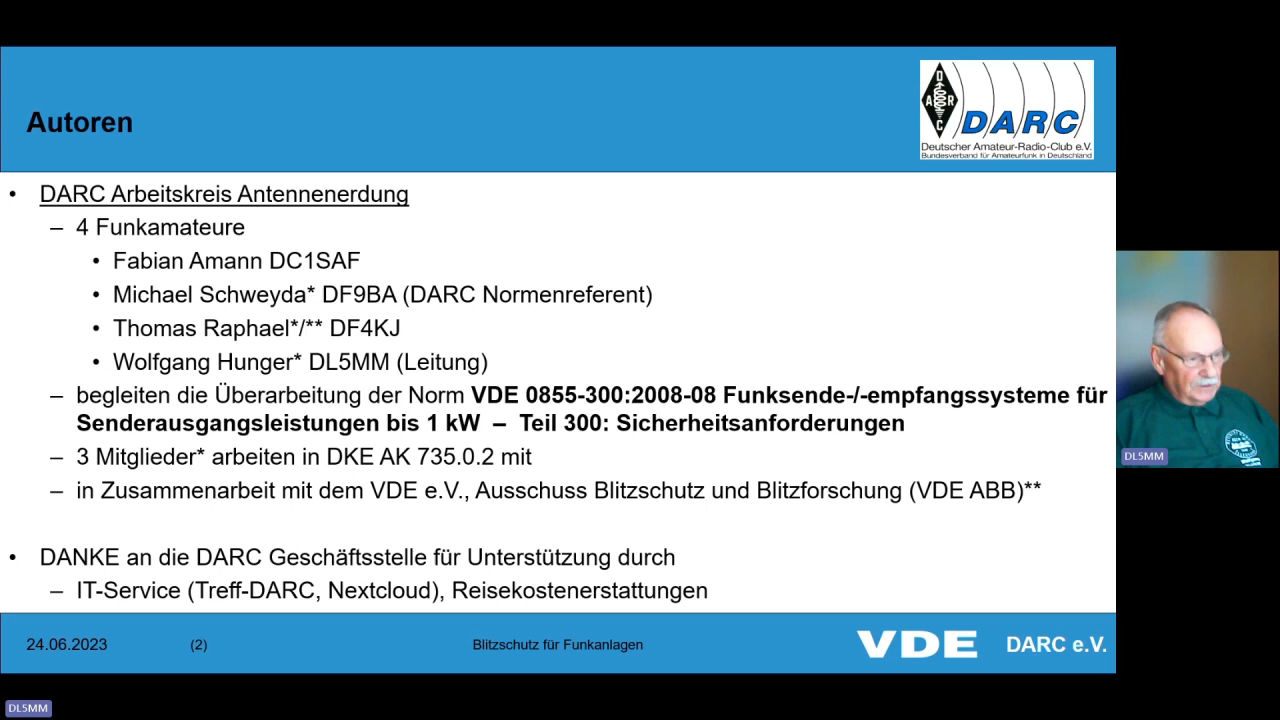 Autoren
D
A R
C
DARC
Deutscher Amateur-Radio-Club e.V.
Bundesverband für Amateurfunk in Deutschland
• DARC Arbeitskreis Antennenerdung
– 4 Funkamateure
• Fabian Amann DC1SAF
• Michael Schweyda* DF9BA (DARC Normenreferent)
• Thomas Raphael*/** DF4KJ
• Wolfgang Hunger* DL5MM (Leitung)
– begleiten die Überarbeitung der Norm VDE 0855-300:2008-08 Funksende-/-empfangssysteme für
Senderausgangsleistungen bis 1 kW – Teil 300: Sicherheitsanforderungen
– 3 Mitglieder* arbeiten in DKE AK 735.0.2 mit
– in Zusammenarbeit mit dem VDE e.V., Ausschuss Blitzschutz und Blitzforschung (VDE ABB)**
• DANKE an die DARC Geschäftsstelle für Unterstützung durch
– IT-Service (Treff-DARC, Nextcloud), Reisekostenerstattungen
24.06.2023 (2) Blitzschutz für Funkanlagen VDE DARC e.V.
DL5MM
DL5MM